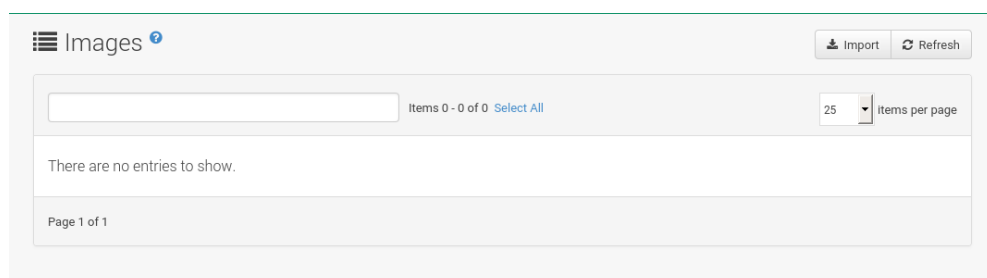 Images ?
Import Refresh
Items 0 - 0 of 0 Select All
25 items per page
There are no entries to show.
Page 1 of 1